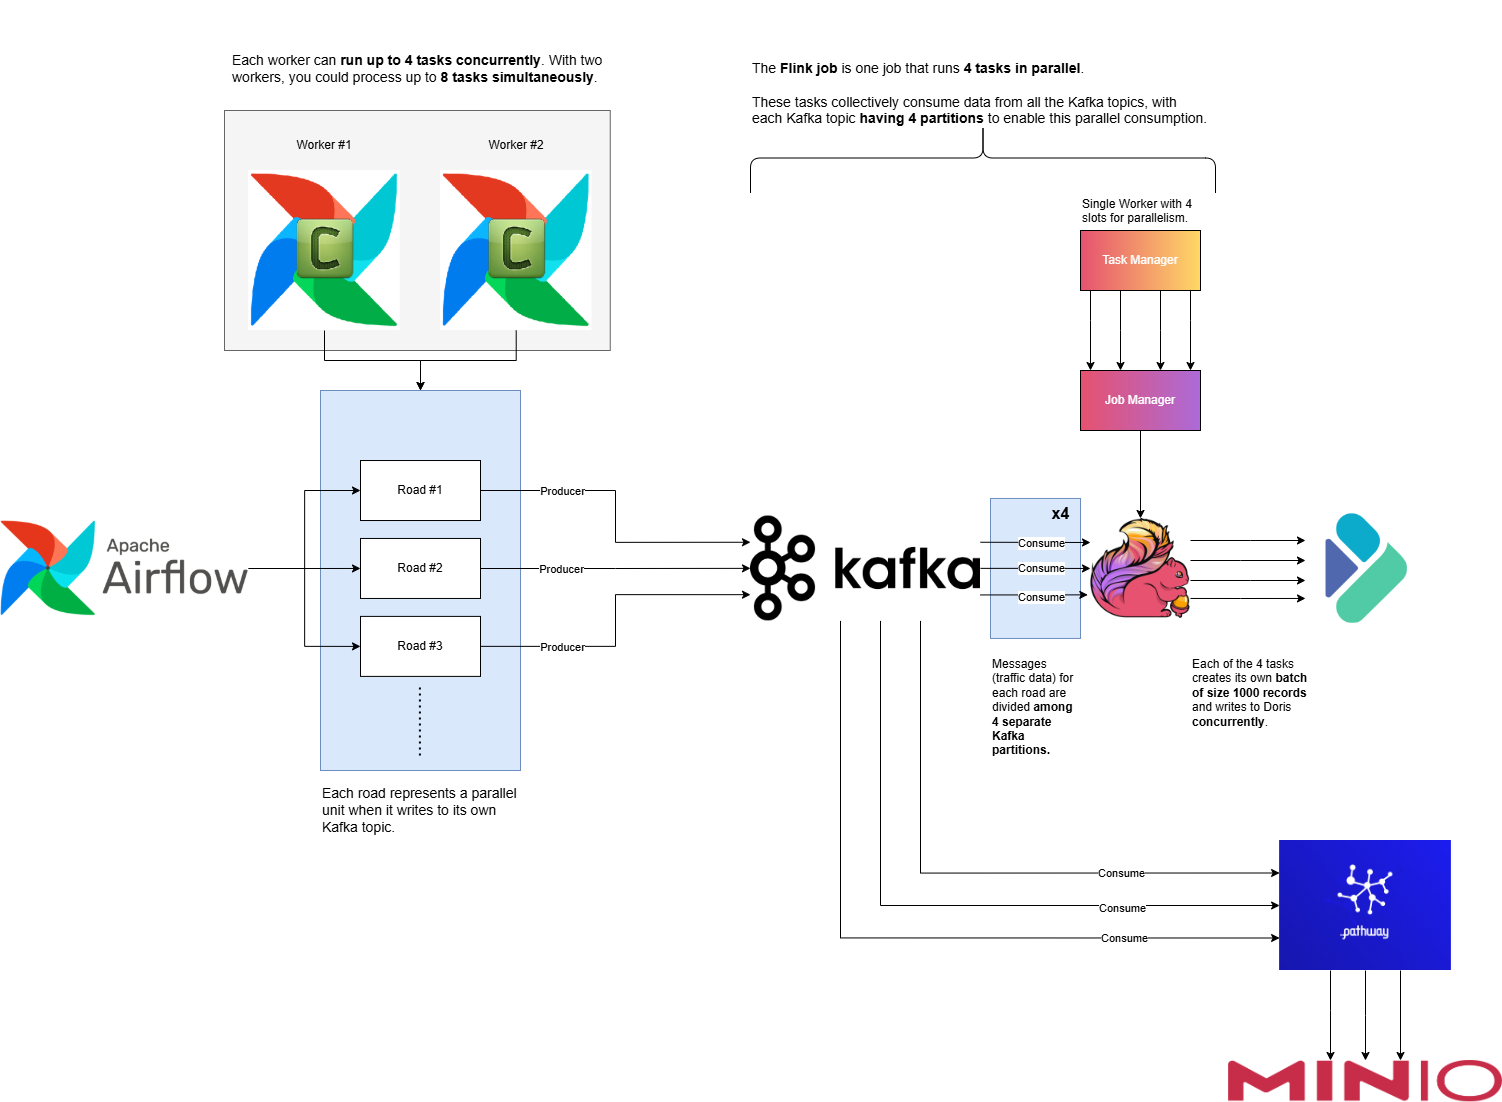 Each worker can run up to 4 tasks concurrently. With two
workers, you could process up to 8 tasks simultaneously.
Worker #1
Worker #2
C
C
The Flink job is one job that runs 4 tasks in parallel.
These tasks collectively consume data from all the Kafka topics, with
each Kafka topic having 4 partitions to enable this parallel consumption.
Single Worker with 4
slots for parallelism.
Task Manager
Job Manager
Apache
Airflow
Road #1
Road #2
Road #3
Producer
Producer
Producer
Each road represents a parallel
unit when it writes to its own
Kafka topic.
kafka
x4
Consume
Consume
Consume
Messages
(traffic data) for
each road are
divided among
4 separate
Kafka
partitions.
Each of the 4 tasks
creates its own batch
of size 1000 records
and writes to Doris
concurrently.
Consume
Consume
Consume
pathway
MINIO